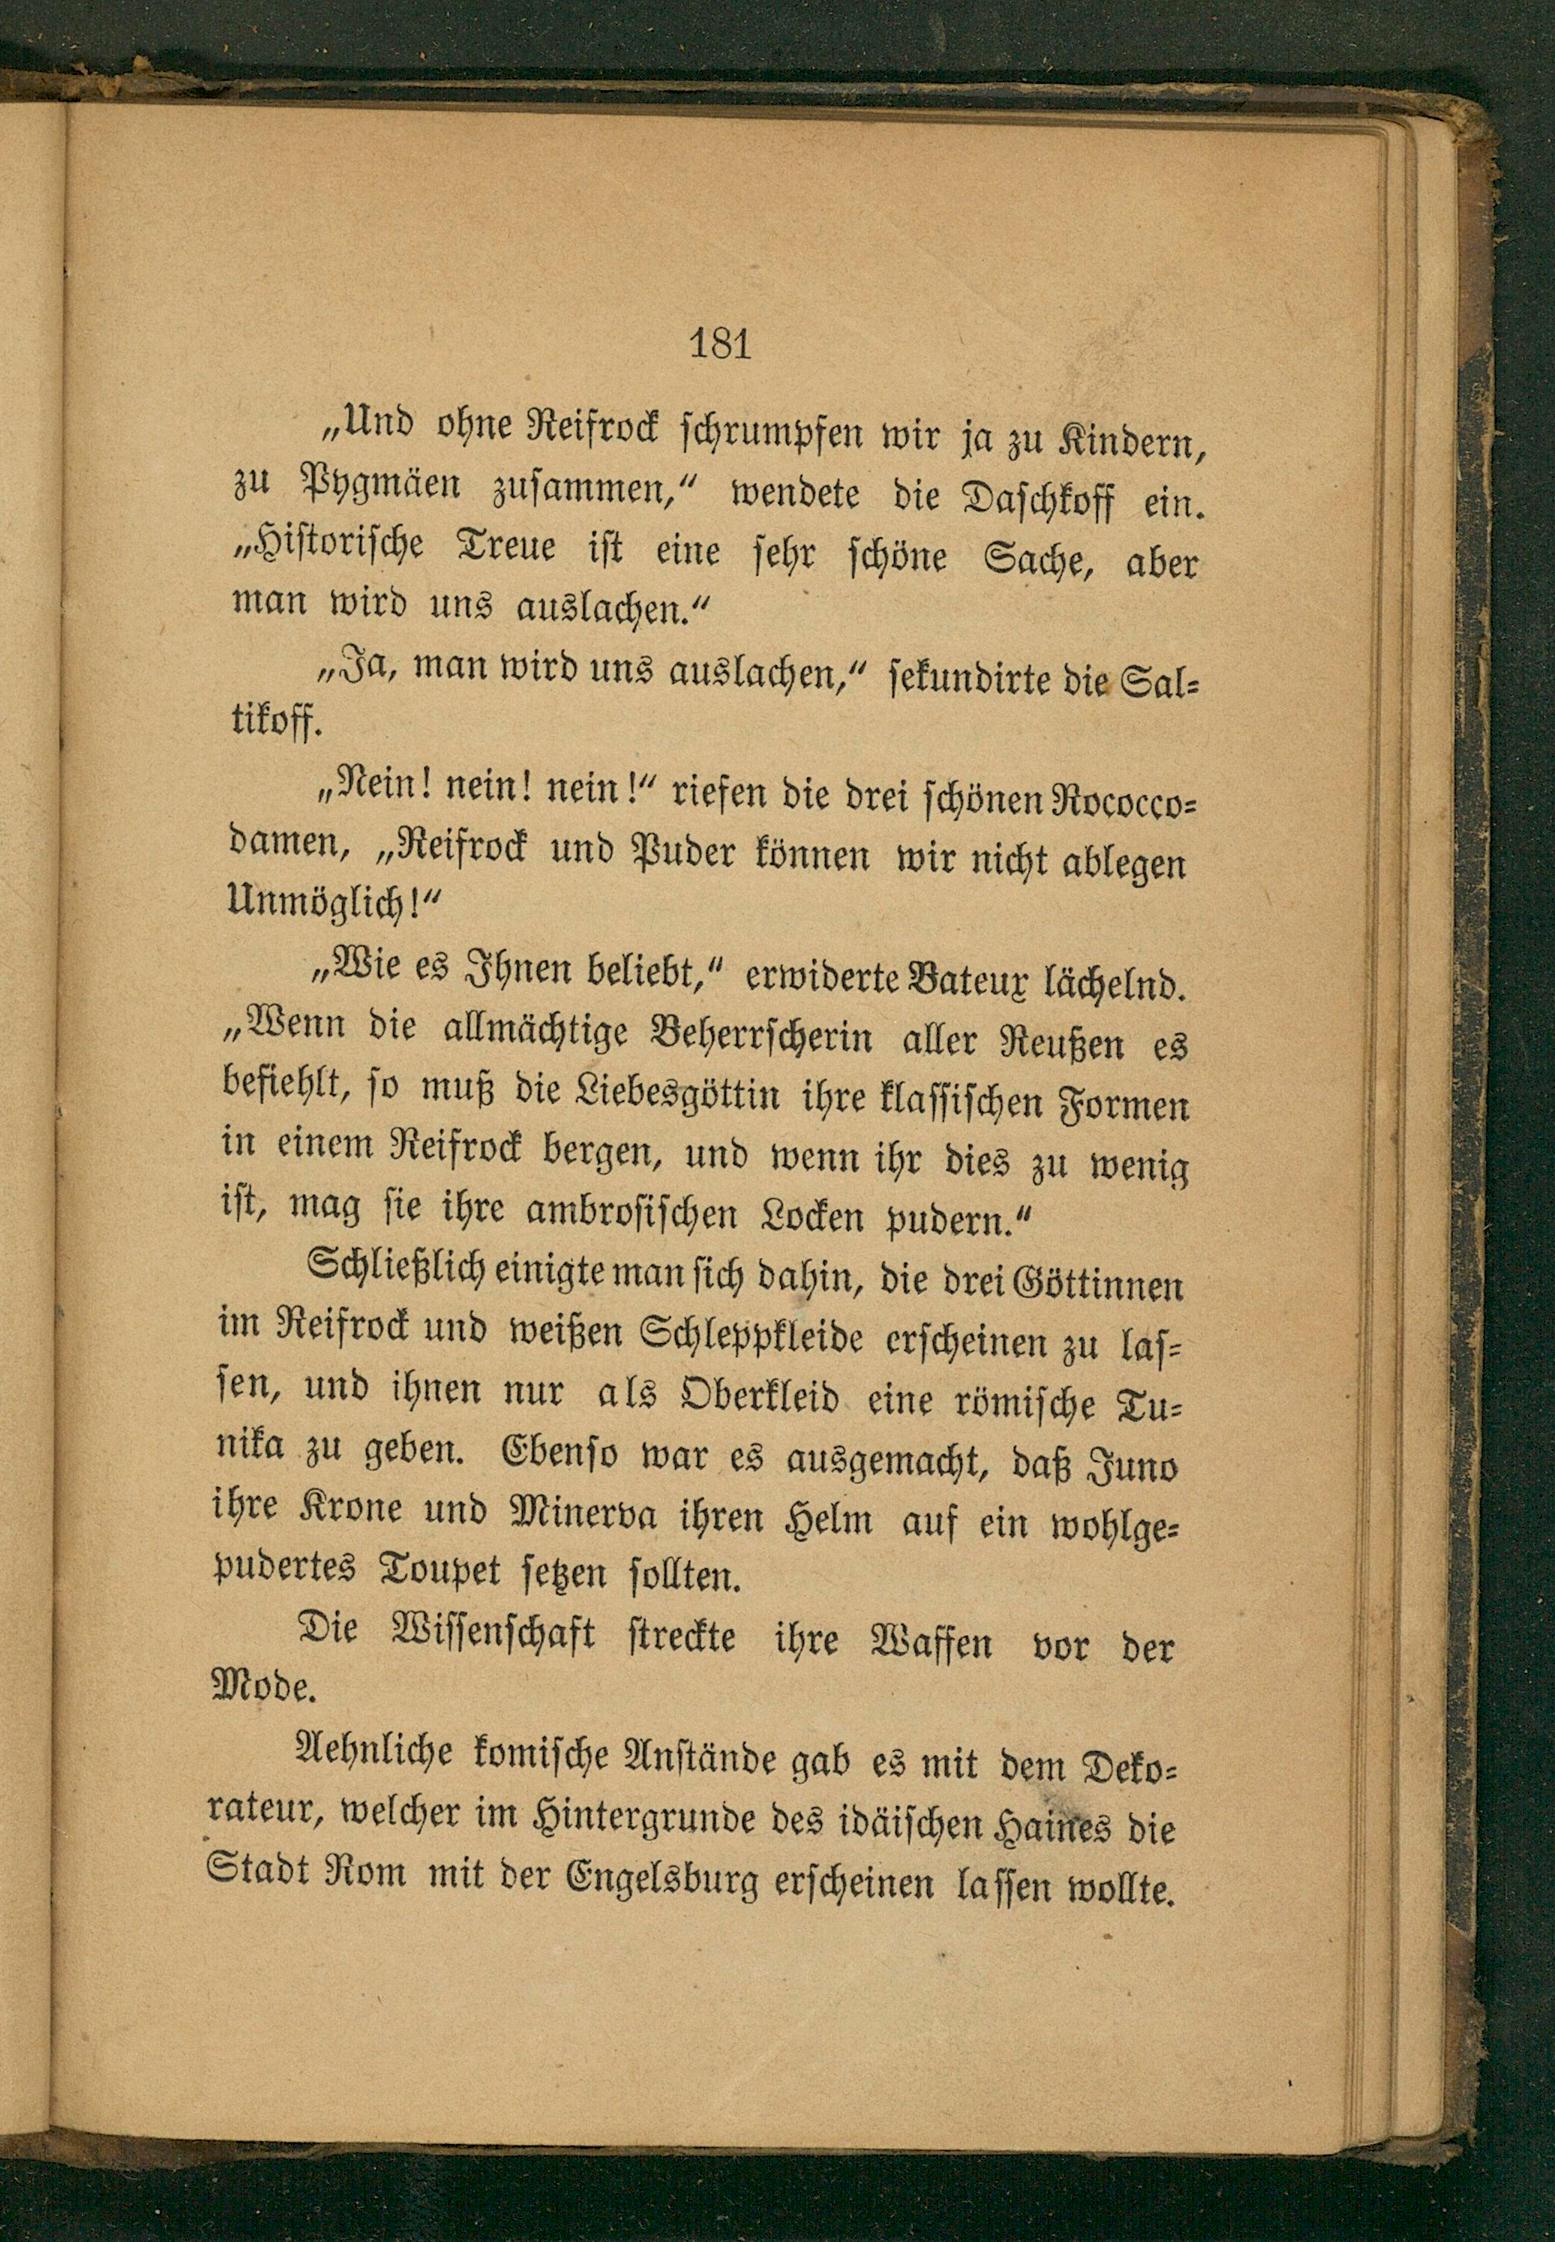 181
„Und ohne Reifrock schrumpfen wir ja zu Kindern,
zu Pygmäen zusammen,“ wendete die Daschkoff ein.
„Historische Treue ist eine sehr schöne Sache, aber
man wird uns auslachen.“
„Ja, man wird uns auslachen,“ sekundirte die Sal-
tikoff.
„Nein! nein! nein!“ riefen die drei schönen Rococco-
damen, „Reifrock und Puder können wir nicht ablegen
Unmöglich!“
„Wie es Ihnen beliebt,“ erwiderte Bateux lächelnd.
„Wenn die allmächtige Beherrscherin aller Reußen es
befiehlt, so muß die Liebesgöttin ihre klassischen Formen
in einem Reifrock bergen, und wenn ihr dies zu wenig
ist, mag sie ihre ambrosischen Locken pudern.“
Schließlich einigte man sich dahin, die drei Göttinnen
im Reifrock und weißen Schleppkleide erscheinen zu las-
sen, und ihnen nur als Oberkleid eine römische Tu-
nika zu geben. Ebenso war es ausgemacht, daß Juno
ihre Krone und Minerva ihren Helm auf ein wohlge-
pudertes Toupet setzen sollten.
Die Wissenschaft streckte ihre Waffen vor der
Mode.
Aehnliche komische Anstände gab es mit dem Deko-
rateur, welcher im Hintergrunde des idäischen Haines die
Stadt Rom mit der Engelsburg erscheinen lassen wollte.